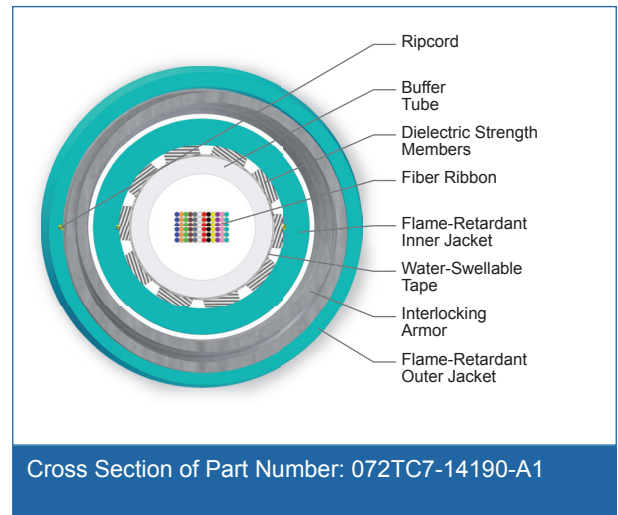 Ripcord
Buffer
Tube
Dielectric Strength
Members
Fiber Ribbon
Flame-Retardant
Inner Jacket
Water-Swellable
Tape
Interlocking
Armor
Flame-Retardant
Outer Jacket
Cross Section of Part Number: 072TC7-14190-A1